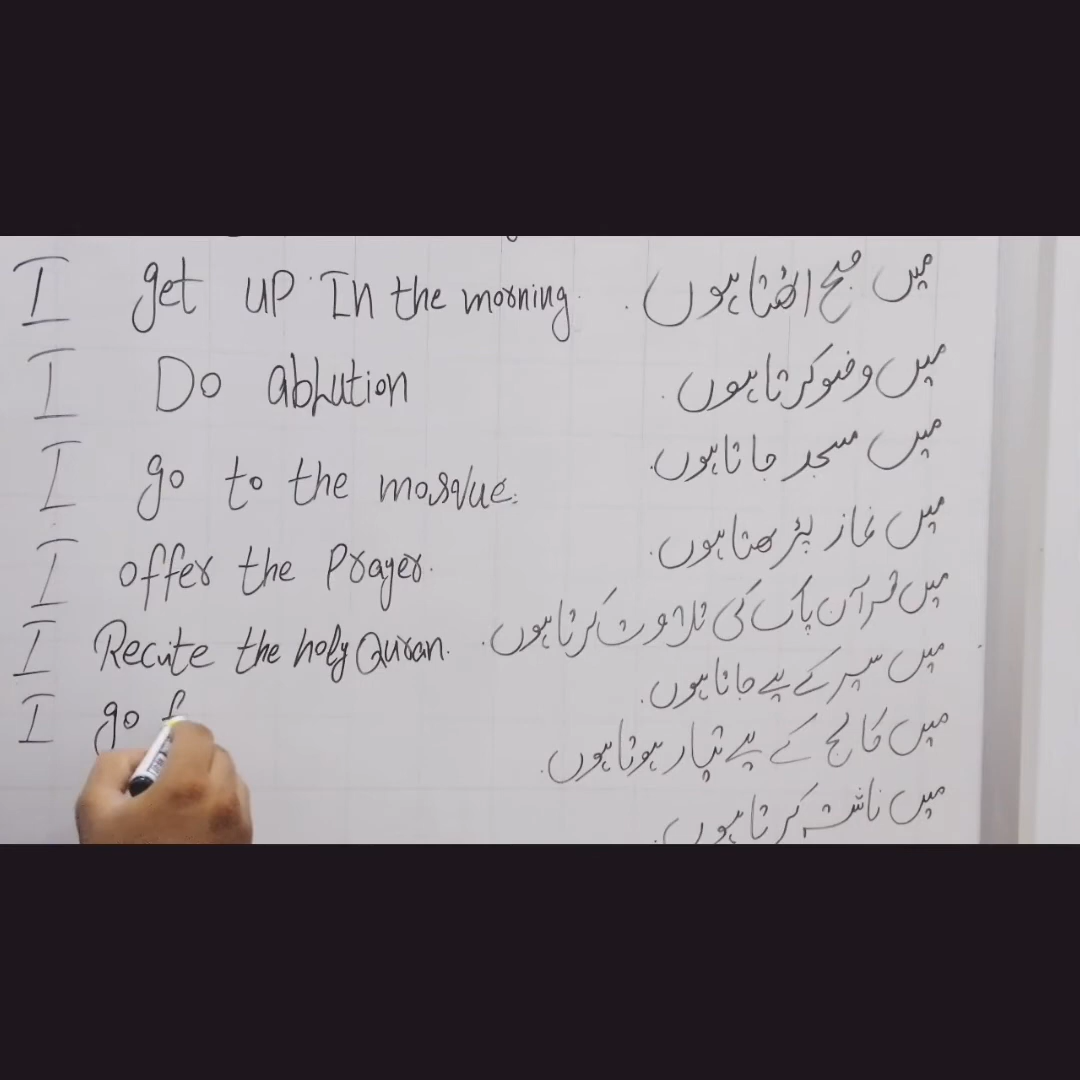 I get up In the morning. میں صبح اٹھتا ہوں.
I Do ablution میں وضو کرتا ہوں.
I go to the mosque. میں مسجد جاتا ہوں.
I offer the Prayer. میں نماز پڑھتا ہوں.
I Recite the holy Quran. میں قرآن پاک کی تلاوت کرتا ہوں.
I go f میں سیر کے لیے جاتا ہوں.
میں کالج کے لیے تیار ہوتا ہوں.
میں ناشتہ کرتا ہوں.